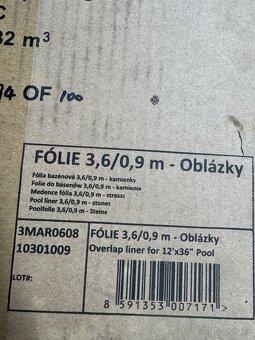 C
32 m³
94 OF 100
FÓLIE 3,6/0,9 m - Oblázky
Fólia bazénová 3,6/0,9 m - kamienky
Folie do basenów 3,6/0,9 m - kamienie
Medence fólia 3,6/0,9 m - strassz
Pool liner 3,6/0,9 m - stones
Poolfolie 3,6/0,9 m - Steine
3MAR0608
10301009
FÓLIE 3,6/0,9 m - Oblázky
Overlap liner for 12'x36" Pool
LOT#:
8 591353 007171 >